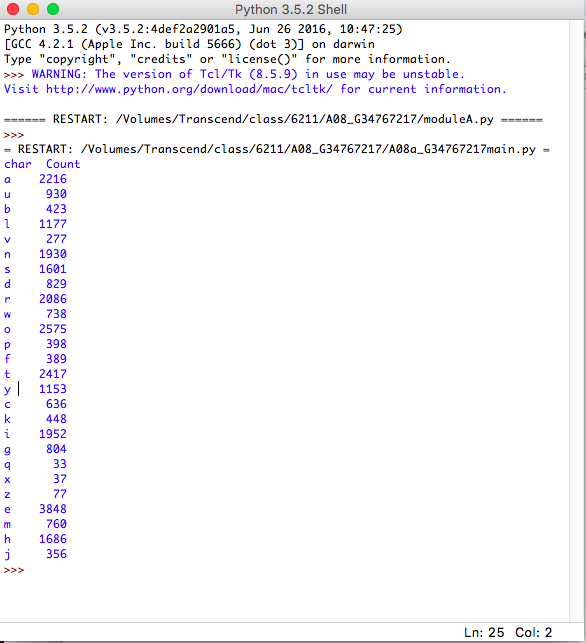 Python 3.5.2 Shell
Python 3.5.2 (v3.5.2:4def2a2901a5, Jun 26 2016, 10:47:25)
[GCC 4.2.1 (Apple Inc. build 5666) (dot 3)] on darwin
Type "copyright", "credits" or "license()" for more information.
>>> WARNING: The version of Tcl/Tk (8.5.9) in use may be unstable.
Visit http://www.python.org/download/mac/tcltk/ for current information.
====== RESTART: /Volumes/Transcend/class/6211/A08_G34767217/moduleA.py ======
>>>
= RESTART: /Volumes/Transcend/class/6211/A08_G34767217/A08a_G34767217main.py =
char  Count
a    2216
u     930
b     423
l    1177
v     277
n    1930
s    1601
d     829
r    2086
w     738
o    2575
p     398
f     389
t    2417
y    1153
c     636
k     448
i    1952
g     804
q      33
x      37
z      77
e    3848
m     760
h    1686
j     356
>>>
Ln: 25  Col: 2